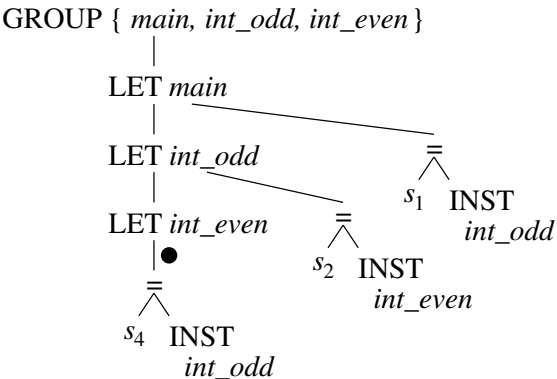 GROUP { main, int_odd, int_even }
LET main
LET int_odd
=
s1 INST
int_odd
LET int_even
=
s2 INST
int_even
=
s4 INST
int_odd